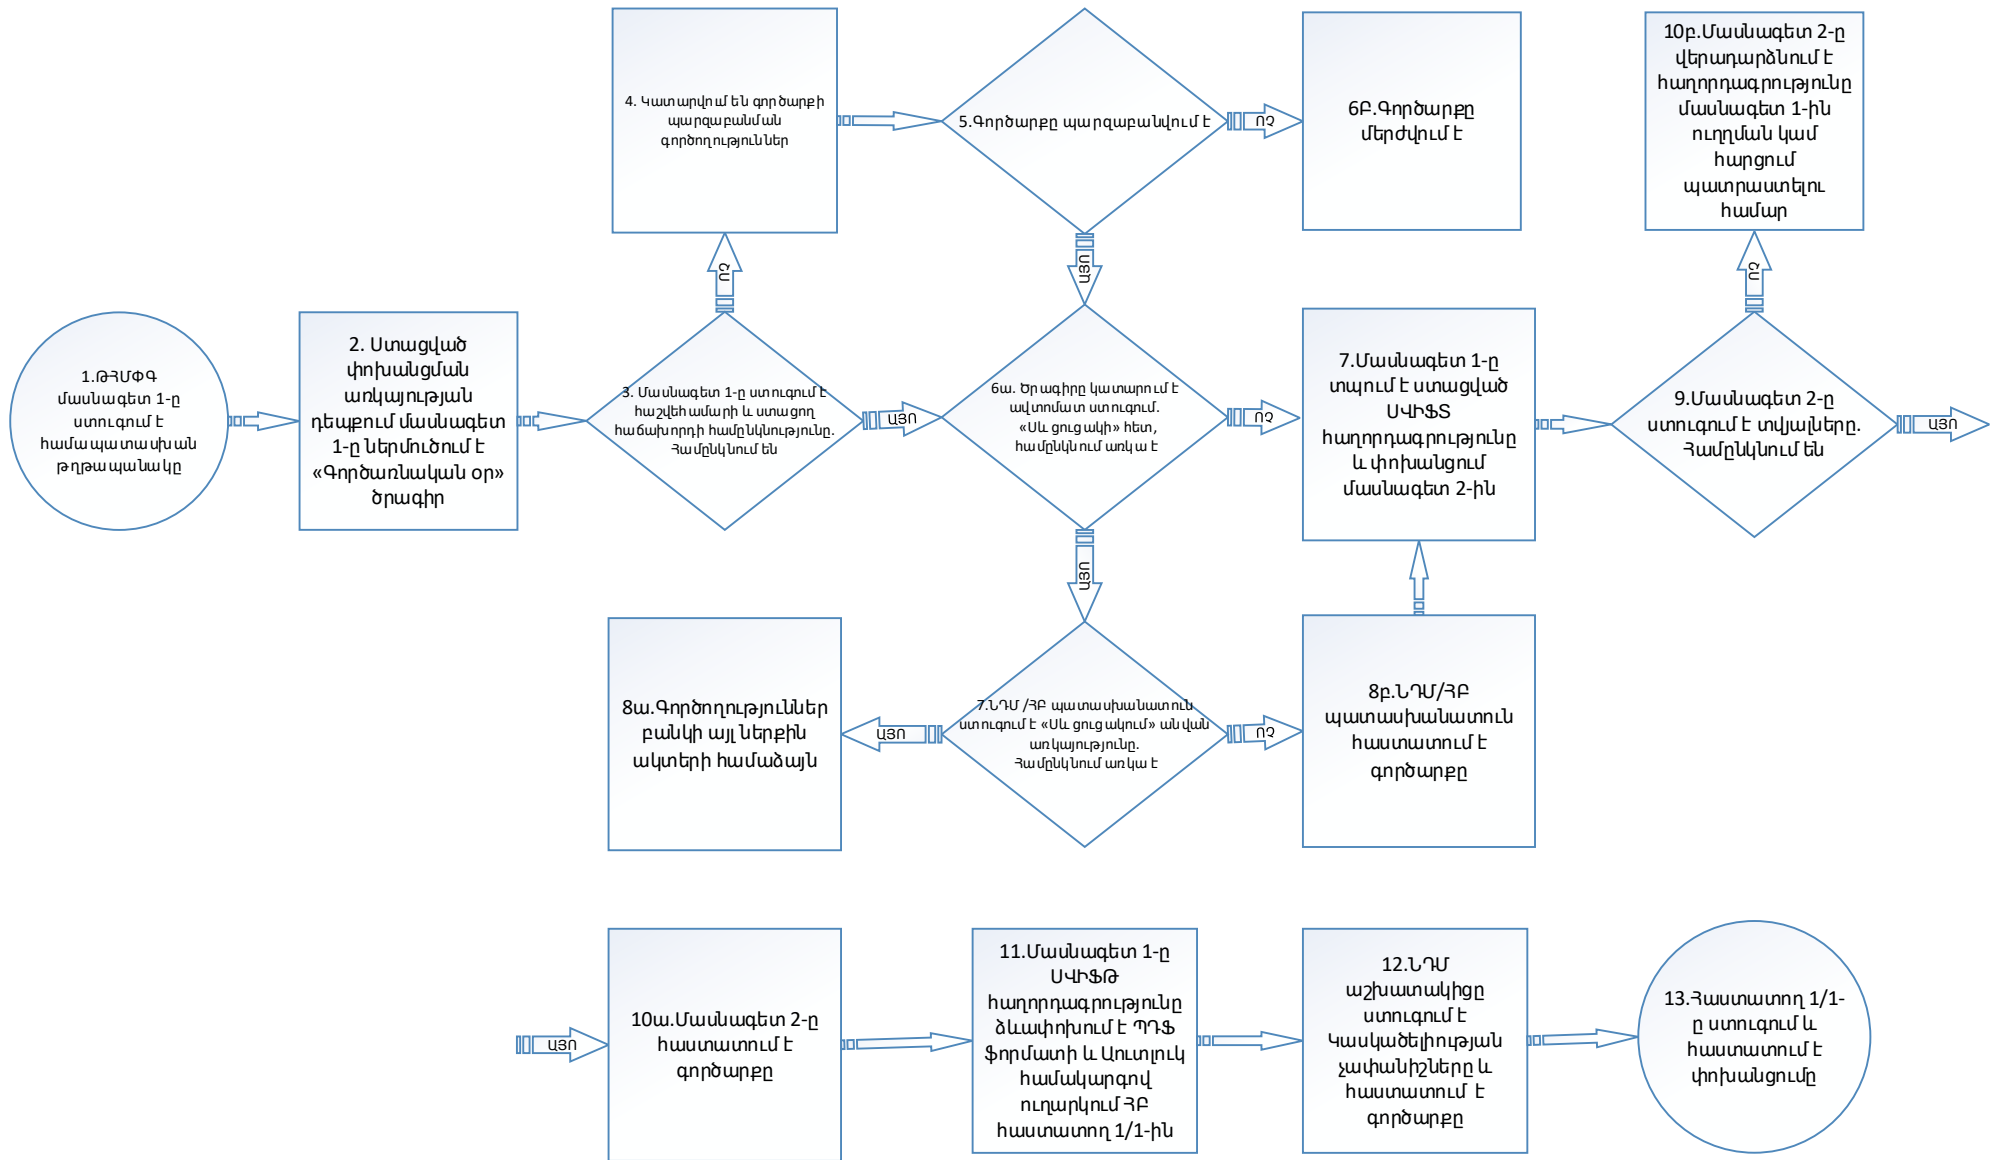 1.ԹՀՄՓԳ
մասնագետ 1-ը
ստուգում է
համապատասխան
թղթապանակը
2. Ստացված
փոխանցման
առկայության
դեպքում մասնագետ
1-ը ներմուծում է
«Գործառնական օր»
ծրագիր
3. Մասնագետ 1-ը ստուգում է
հաշվեհամարի և ստացող
հաճախորդի համընկնությունը.
Համընկնում են
ՈՉ
ԱՅՈ
4. Կատարվում են գործարքի
պարզաբանման
գործողություններ
5.Գործարքը պարզաբանվում է
ՈՉ
ԱՅՈ
6Բ.Գործարքը
մերժվում է
6ա. Ծրագիրը կատարում է
ավտոմատ ստուգում.
«Սև ցուցակի» հետ,
համընկնում առկա է
ՈՉ
ԱՅՈ
7.Մասնագետ 1-ը
տպում է ստացված
ՍՎԻՖՏ
հաղորդագրությունը
և փոխանցում
մասնագետ 2-ին
7.ՆԴՄ/ՀԲ պատասխանատուն
ստուգում է «Սև ցուցակում» անվան
առկայությունը.
Համընկնում առկա է
ԱՅՈ
ՈՉ
8ա.Գործողություններ
բանկի այլ ներքին
ակտերի համաձայն
8բ.ՆԴՄ/ՀԲ
պատասխանատուն
հաստատում է
գործարքը
9.Մասնագետ 2-ը
ստուգում է տվյալները.
Համընկնում են
ՈՉ
ԱՅՈ
10բ.Մասնագետ 2-ը
վերադարձնում է
հաղորդագրությունը
մասնագետ 1-ին
ուղղման կամ
հարցում
պատրաստելու
համար
ԱՅՈ
10ա.Մասնագետ 2-ը
հաստատում է
գործարքը
11.Մասնագետ 1-ը
ՍՎԻՖԹ
հաղորդագրությունը
ձևափոխում է ՊԴՖ
ֆորմատի և Աուտլուկ
համակարգով
ուղարկում ՀԲ
հաստատող 1/1-ին
12.ՆԴՄ
աշխատակիցը
ստուգում է
Կասկածելիության
չափանիշները և
հաստատում է
գործարքը
13.Հաստատող 1/1-
ը ստուգում և
հաստատում է
փոխանցումը